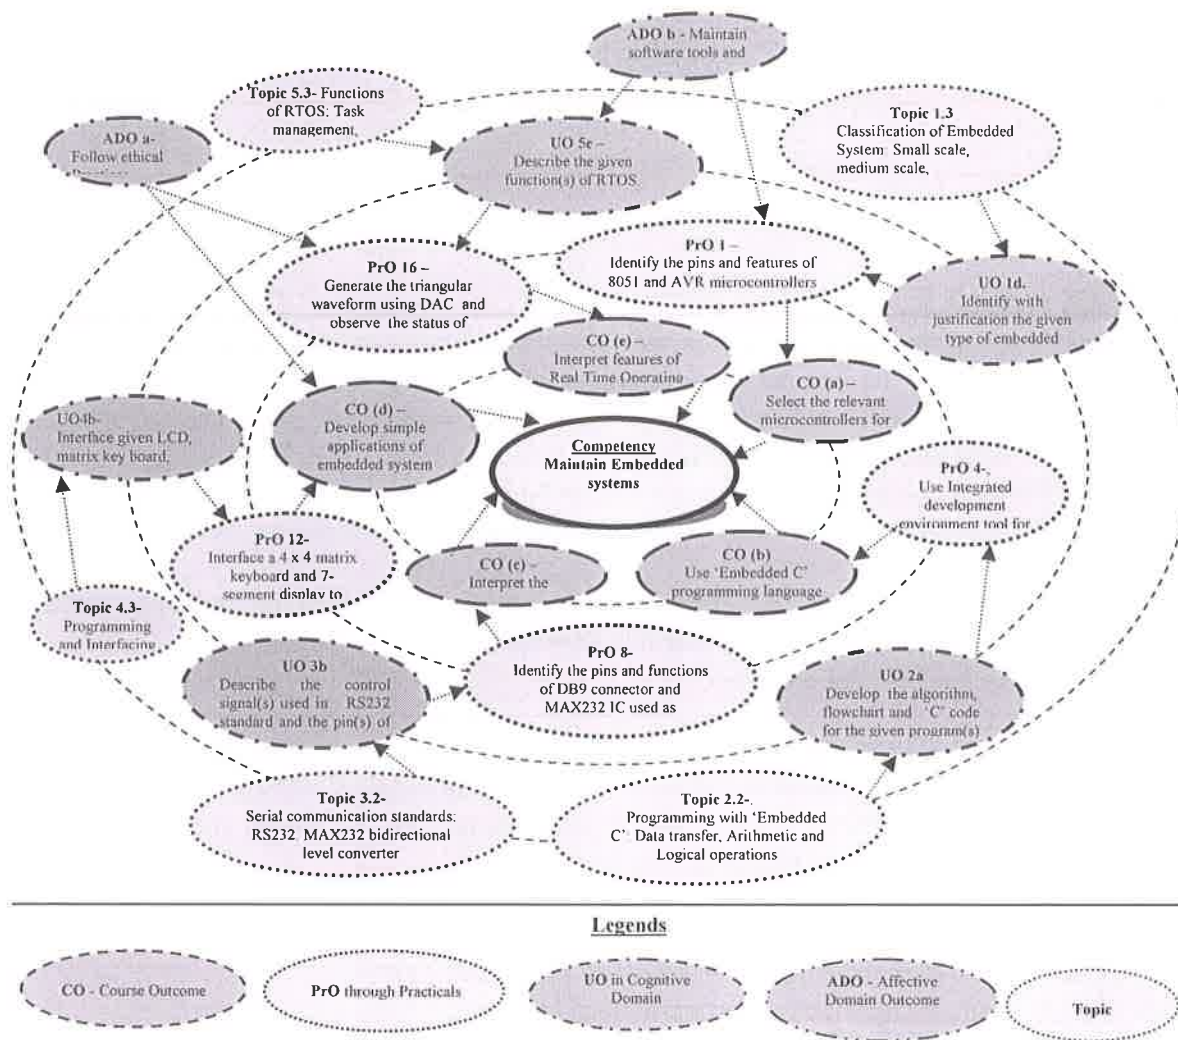 ADO b - Maintain
software tools and
Topic 5.3- Functions
of RTOS: Task
management,
Topic 1.3
Classification of Embedded
System: Small scale,
medium scale,
ADO a-
Follow ethical
UO 5e –
Describe the given
function(s) of RTOS
PrO 1 –
Identify the pins and features of
8051 and AVR microcontrollers
PrO 16 –
Generate the triangular
waveform using DAC and
observe the status of
UO 1d.
Identify with
justification the given
type of embedded
CO (e) –
Interpret features of
Real Time Operating
CO (a) –
Select the relevant
microcontrollers for
UO4b-
Interface given LCD,
matrix key board,
CO (d) –
Develop simple
applications of
embedded system
Competency
Maintain Embedded
systems
PrO 4-.
Use Integrated
development
environment tool for
PrO 12-
Interface a 4 x 4 matrix
keyboard and 7-
segment display to
CO (c) –
Interpret the
CO (b)
Use ‘Embedded C’
programming language
Topic 4.3-
Programming
and Interfacing
UO 3b
Describe the control
signal(s) used in RS232
standard and the pin(s) of
PrO 8-
Identify the pins and functions
of DB9 connector and
MAX232 IC used as
UO 2a
Develop the algorithm,
flowchart and ‘C’ code
for the given program(s)
Topic 3.2-
Serial communication standards:
RS232, MAX232 bidirectional
level converter
Topic 2.2-.
Programming with ‘Embedded
C’: Data transfer, Arithmetic and
Logical operations
Legends
CO - Course Outcome
PrO through Practicals
UO in Cognitive
Domain
ADO - Affective
Domain Outcome
Topic